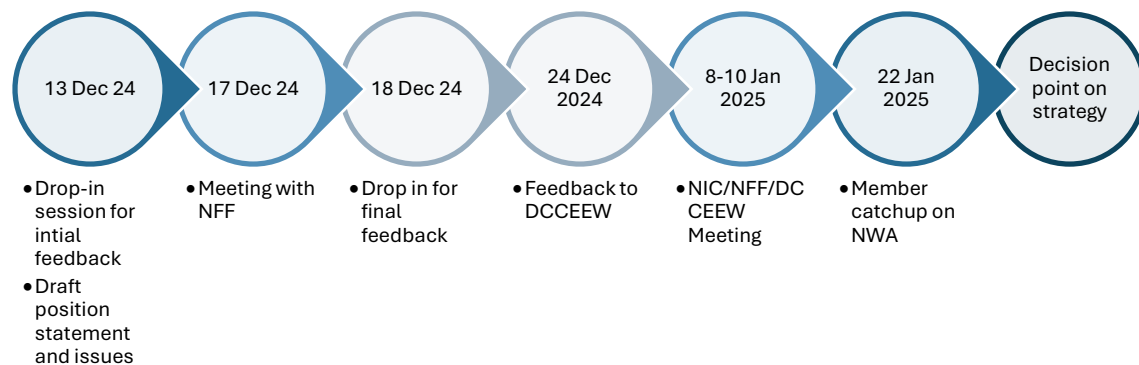 13 Dec 24
17 Dec 24
18 Dec 24
24 Dec
2024
8-10 Jan
2025
22 Jan
2025
Decision
point on
strategy
•Drop-in
session for
intial
feedback
•Draft
position
statement
and issues
•Meeting with
NFF
•Drop in for
final
feedback
•Feedback to
DCCEEW
•NIC/NFF/DC
CEEW
Meeting
•Member
catchup on
NWA